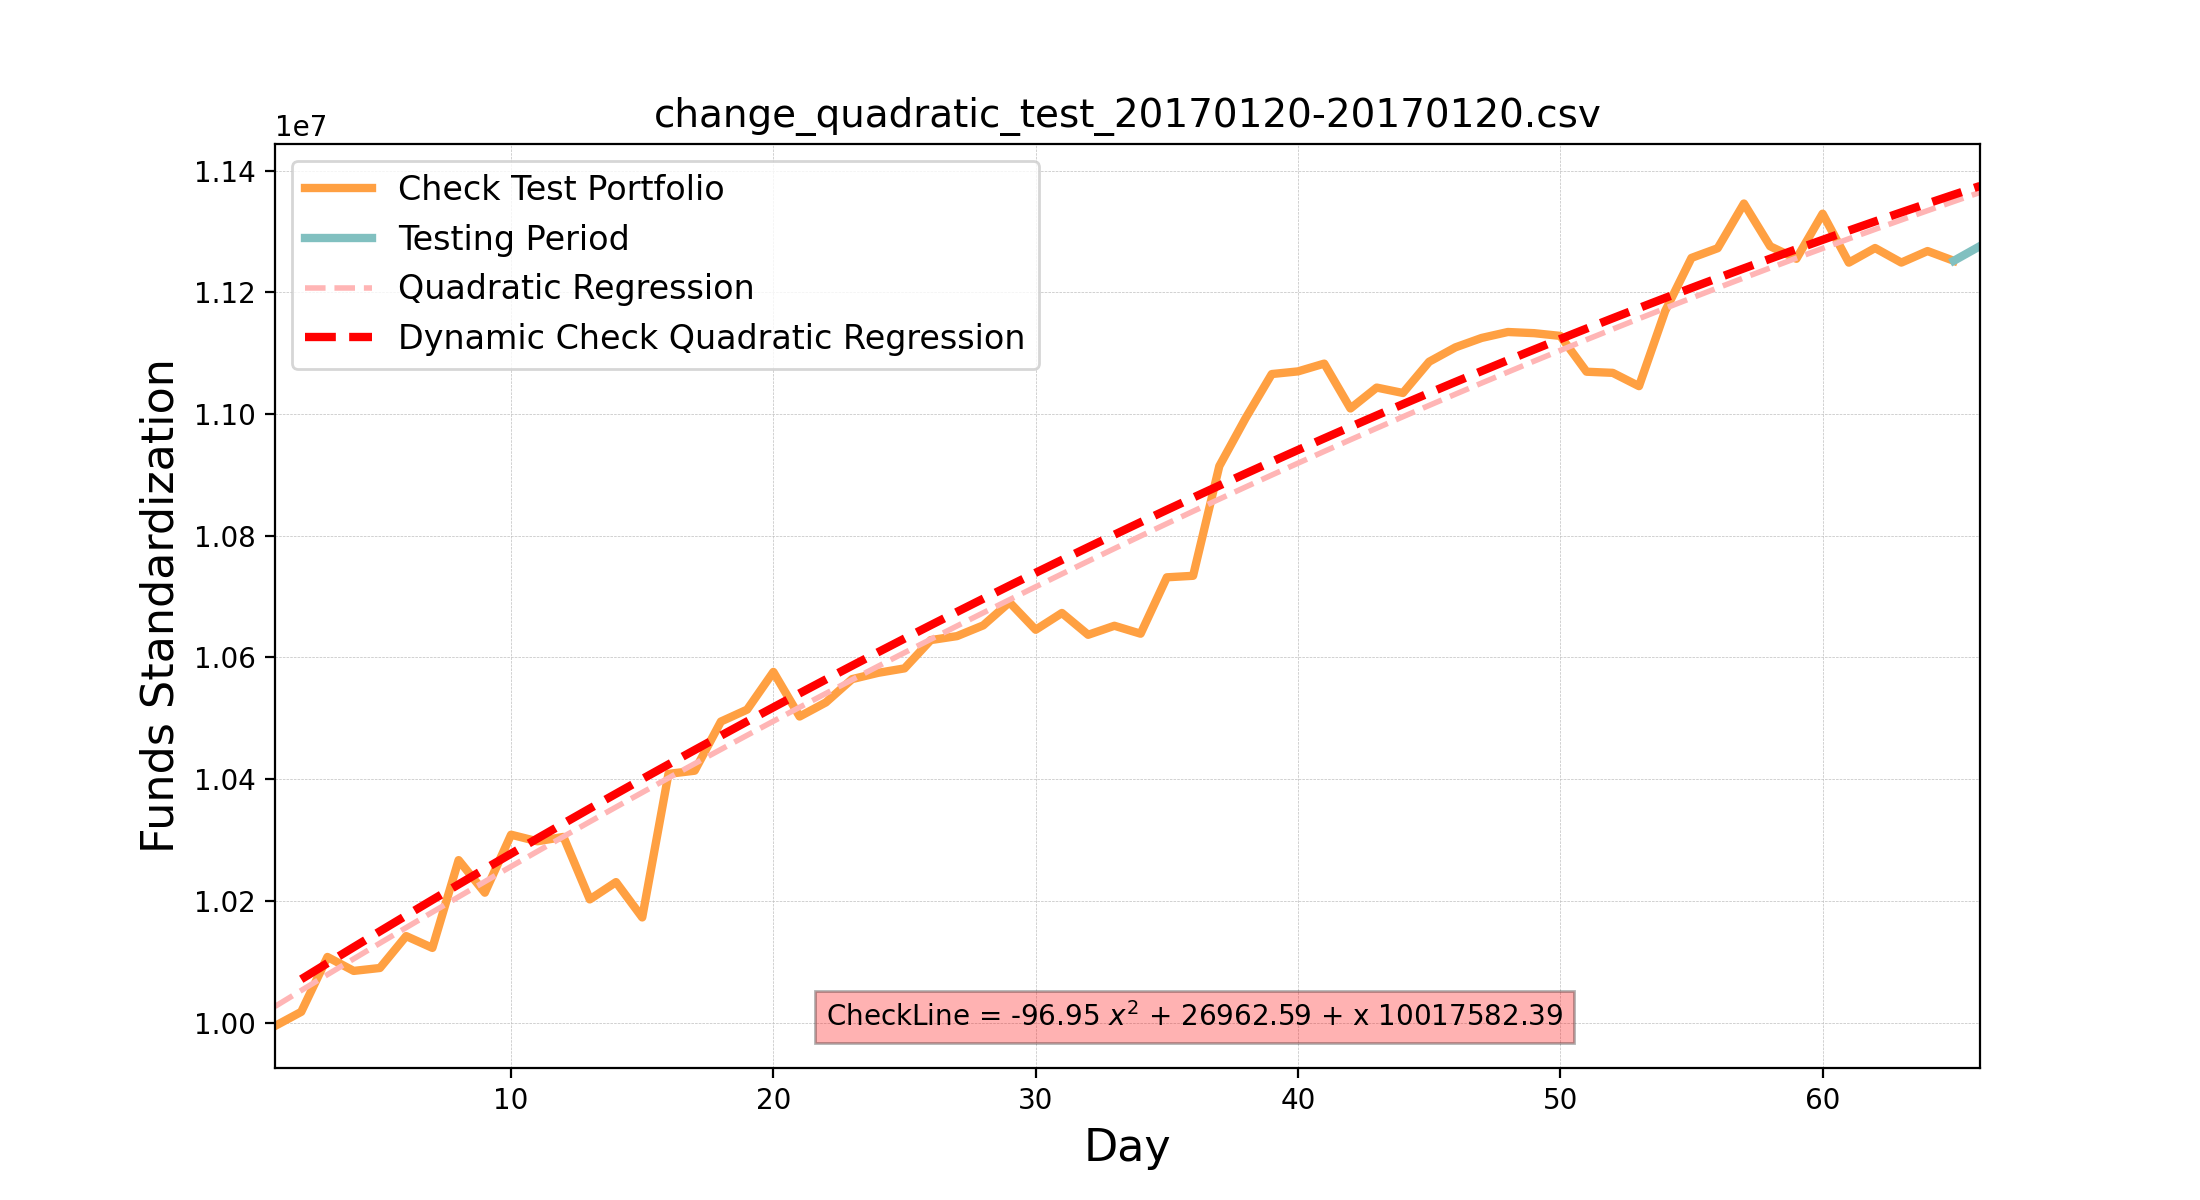 change_quadratic_test_20170120-20170120.csv
1e7
1.14
1.12
1.10
1.08
1.06
1.04
1.02
1.00
Funds Standardization
Check Test Portfolio
Testing Period
Quadratic Regression
Dynamic Check Quadratic Regression
CheckLine = -96.95 x² + 26962.59 + x 10017582.39
10 20 30 40 50 60
Day